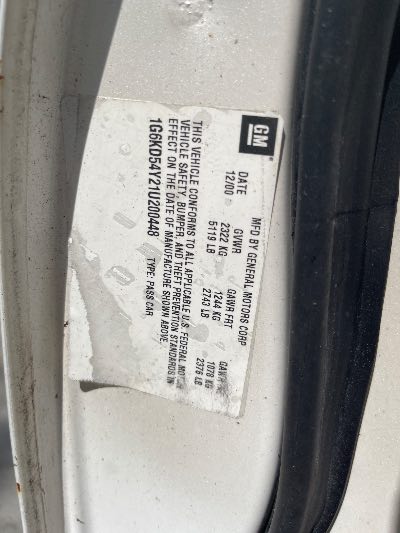 GM
MFD BY GENERAL MOTORS CORP
DATE GVWR GAWR FRT GAWR
12/00 2322 KG 1244 KG 1078 KG
5119 LB 2743 LB 2376 LB
THIS VEHICLE CONFORMS TO ALL APPLICABLE U.S. FEDERAL
VEHICLE SAFETY, BUMPER, AND THEFT PREVENTION STANDARDS IN
EFFECT ON THE DATE OF MANUFACTURE SHOWN ABOVE.
1G6KD54Y21U200448 TYPE: PASS CAR